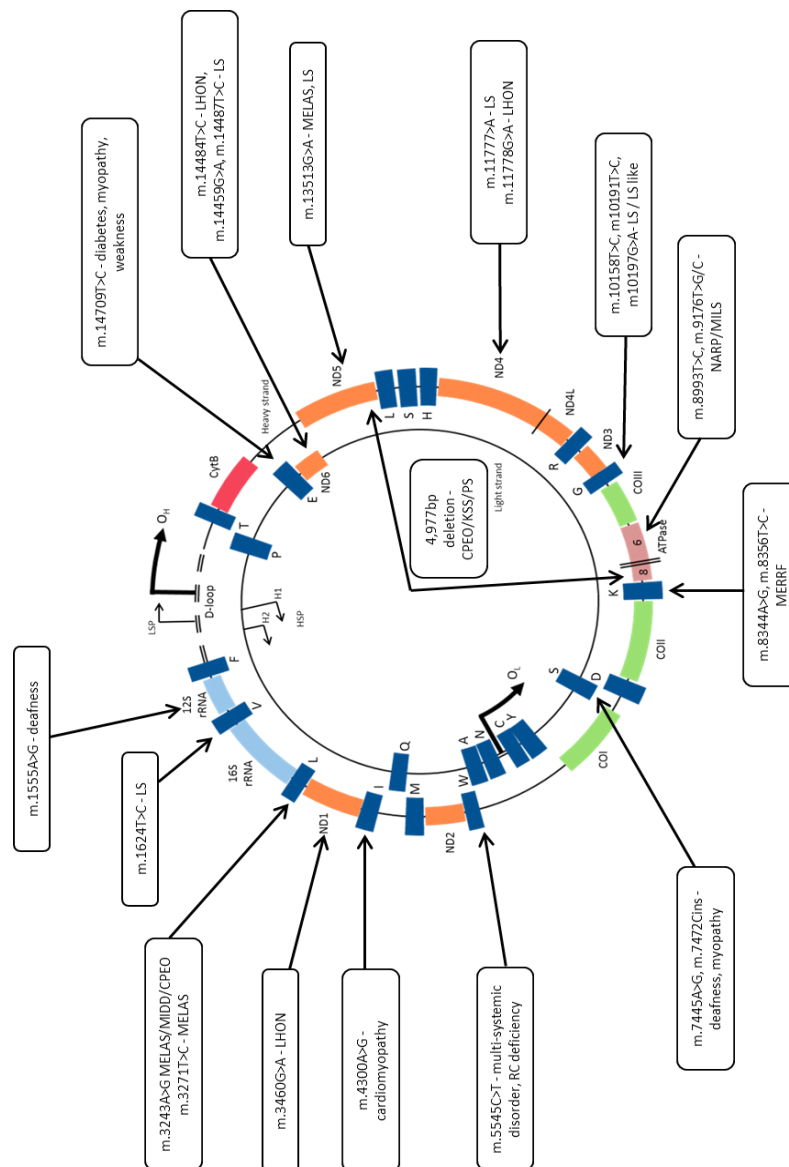 m.1555A>G - deafness
m.1624T>C - LS
m.3243A>G MELAS/MIDD/CPEO
m.3271T>C - MELAS
m.3460G>A - LHON
m.4300A>G -
cardiomyopathy
m.5545C>T - multi-systemic
disorder, RC deficiency
m.7445A>G, m.7472Cins -
deafness, myopathy
m.8344A>G, m.8356T>C -
MERRF
m.8993T>C, m.9176T>G/C -
NARP/MILS
m.10158T>C, m10191T>C,
m10197G>A- LS / LS like
m.11777>A - LS
m.11778G>A - LHON
m.13513G>A - MELAS, LS
m.14484T>C - LHON,
m.14459G>A, m.14487T>C - LS
m.14709T>C - diabetes, myopathy,
weakness
4,977bp
deletion -
CPEO/KSS/PS
Heavy strand
Light strand
D-loop
LSP
HSP
H1
H2
OH
OL
F
12S
rRNA
V
16S
rRNA
L
ND1
I
Q
M
ND2
W
A
N
C
Y
COI
S
D
COII
K
8
6
ATPase
COIII
G
ND3
R
ND4L
ND4
H
S
L
ND5
ND6
E
CytB
T
P